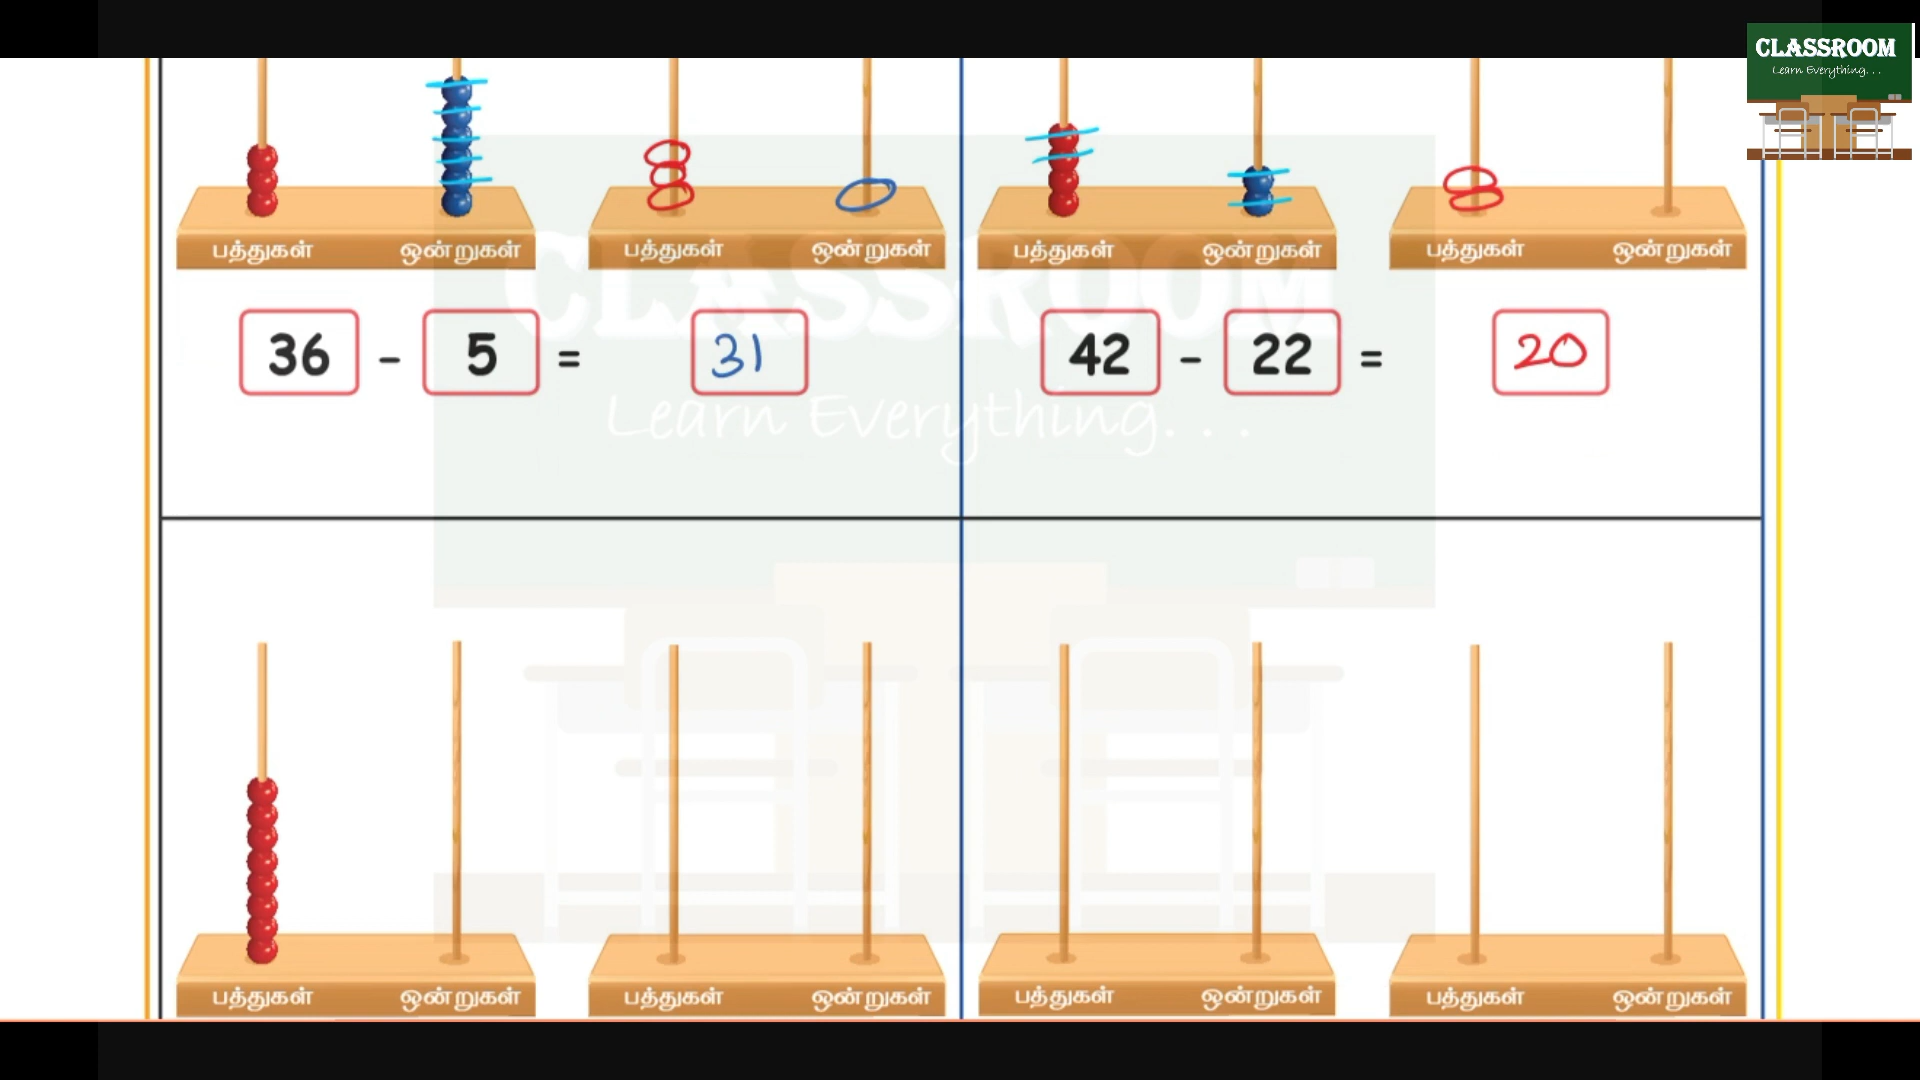 CLASSROOM
Learn Everything. . .
பத்துகள் ஒன்றுகள் பத்துகள் ஒன்றுகள் பத்துகள் ஒன்றுகள் பத்துகள் ஒன்றுகள்
36 - 5 = 31 42 - 22 = 20
CLASSROOM
Learn Everything. . .
பத்துகள் ஒன்றுகள் பத்துகள் ஒன்றுகள் பத்துகள் ஒன்றுகள் பத்துகள் ஒன்றுகள்